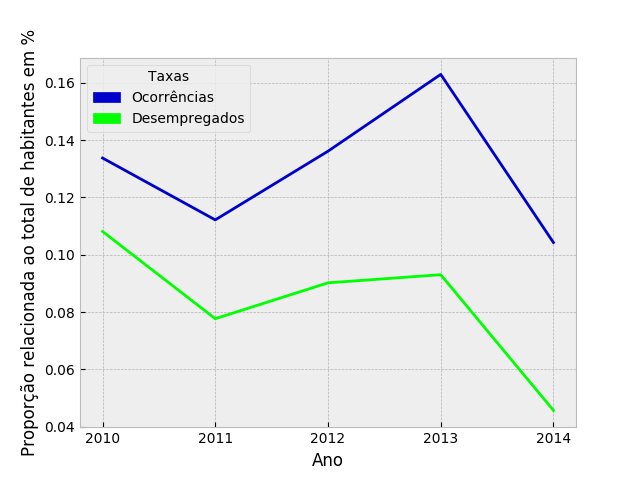 Proporção relacionada ao total de habitantes em %
0.16
0.14
0.12
0.10
0.08
0.06
0.04
Taxas
Ocorrências
Desempregados
2010
2011
2012
2013
2014
Ano